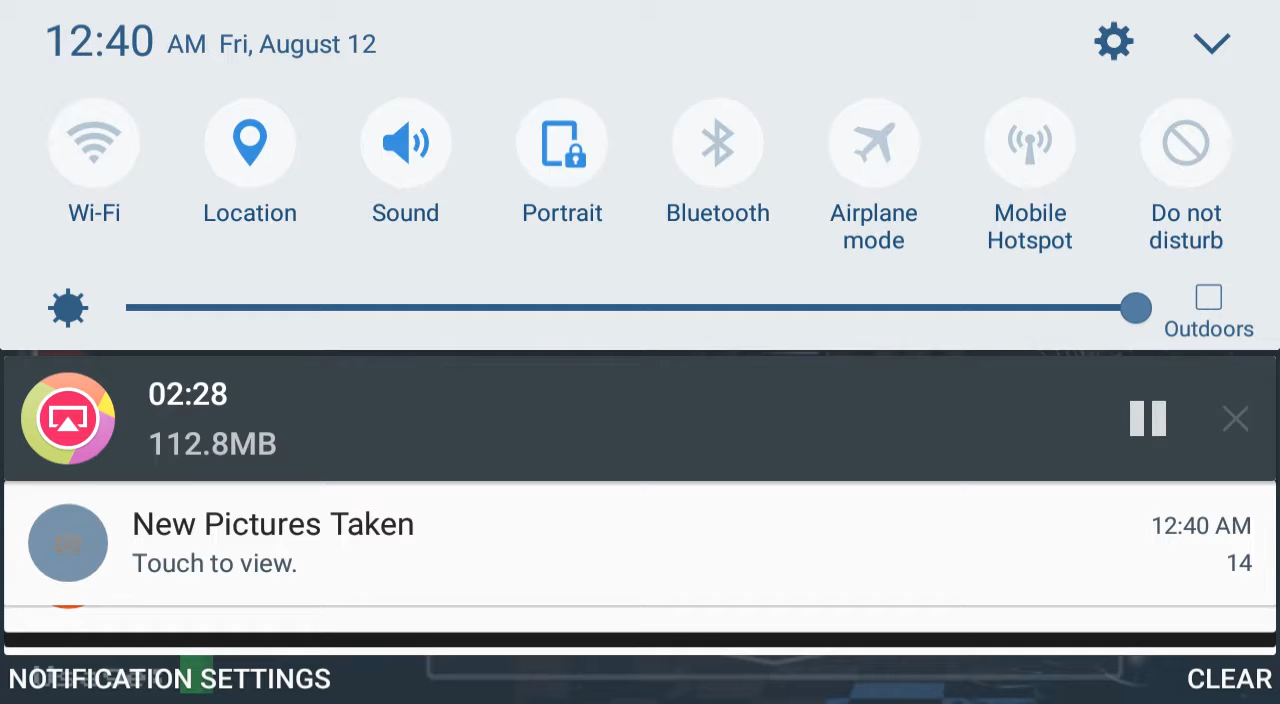 12:40 AM Fri, August 12
Wi-Fi
Location
Sound
Portrait
Bluetooth
Airplane
mode
Mobile
Hotspot
Do not
disturb
Outdoors
02:28
112.8MB
New Pictures Taken
12:40 AM
Touch to view.
14
NOTIFICATION SETTINGS
CLEAR